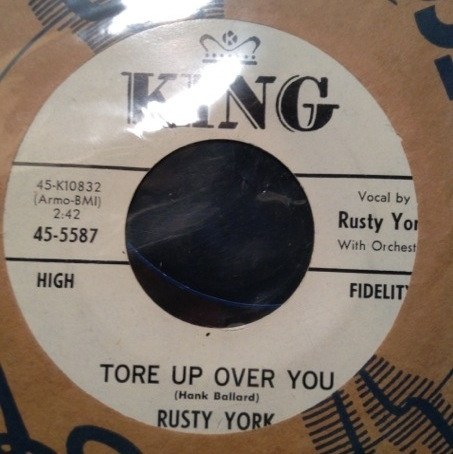 K
KING
45-K10832
(Armo-BMI)
2:42
45-5587
Vocal by
Rusty Yor
With Orchest
HIGH
FIDELITY
TORE UP OVER YOU
(Hank Ballard)
RUSTY YORK